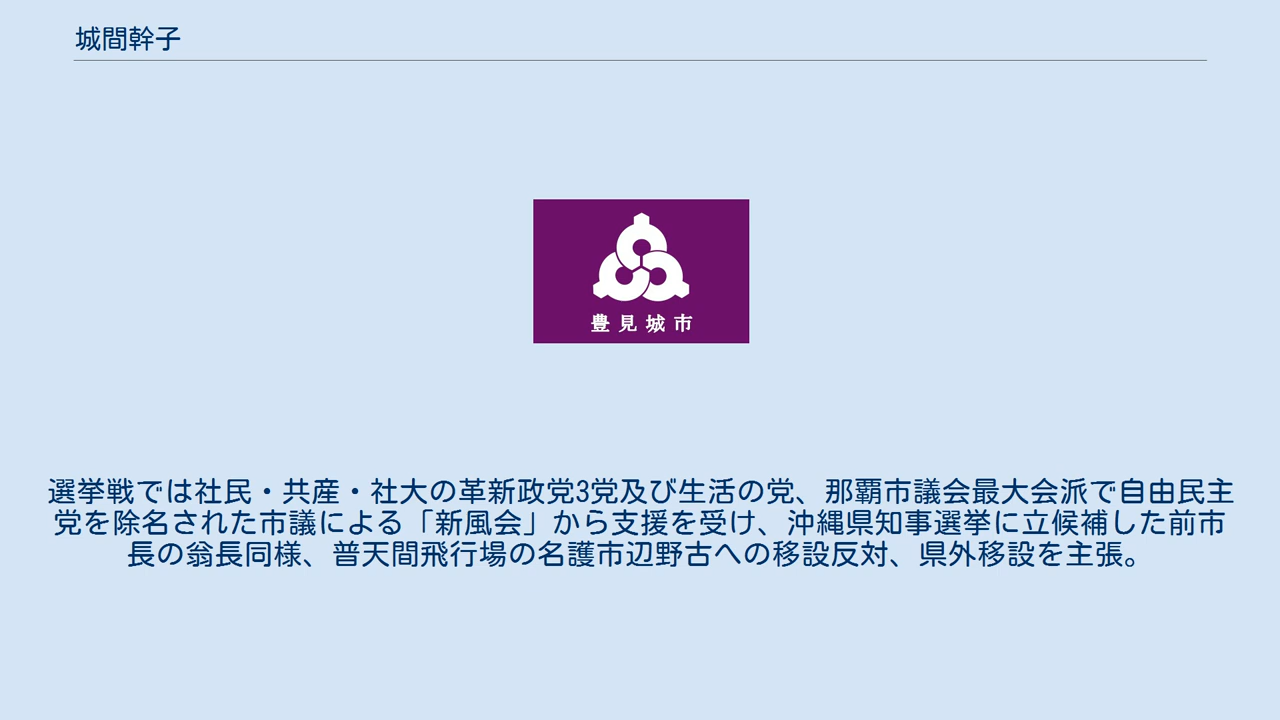 城間幹子
豊見城市
選挙戦では社民・共産・社大の革新政党3党及び生活の党、那覇市議会最大会派で自由民主
党を除名された市議による「新風会」から支援を受け、沖縄県知事選挙に立候補した前市
長の翁長同様、普天間飛行場の名護市辺野古への移設反対、県外移設を主張。